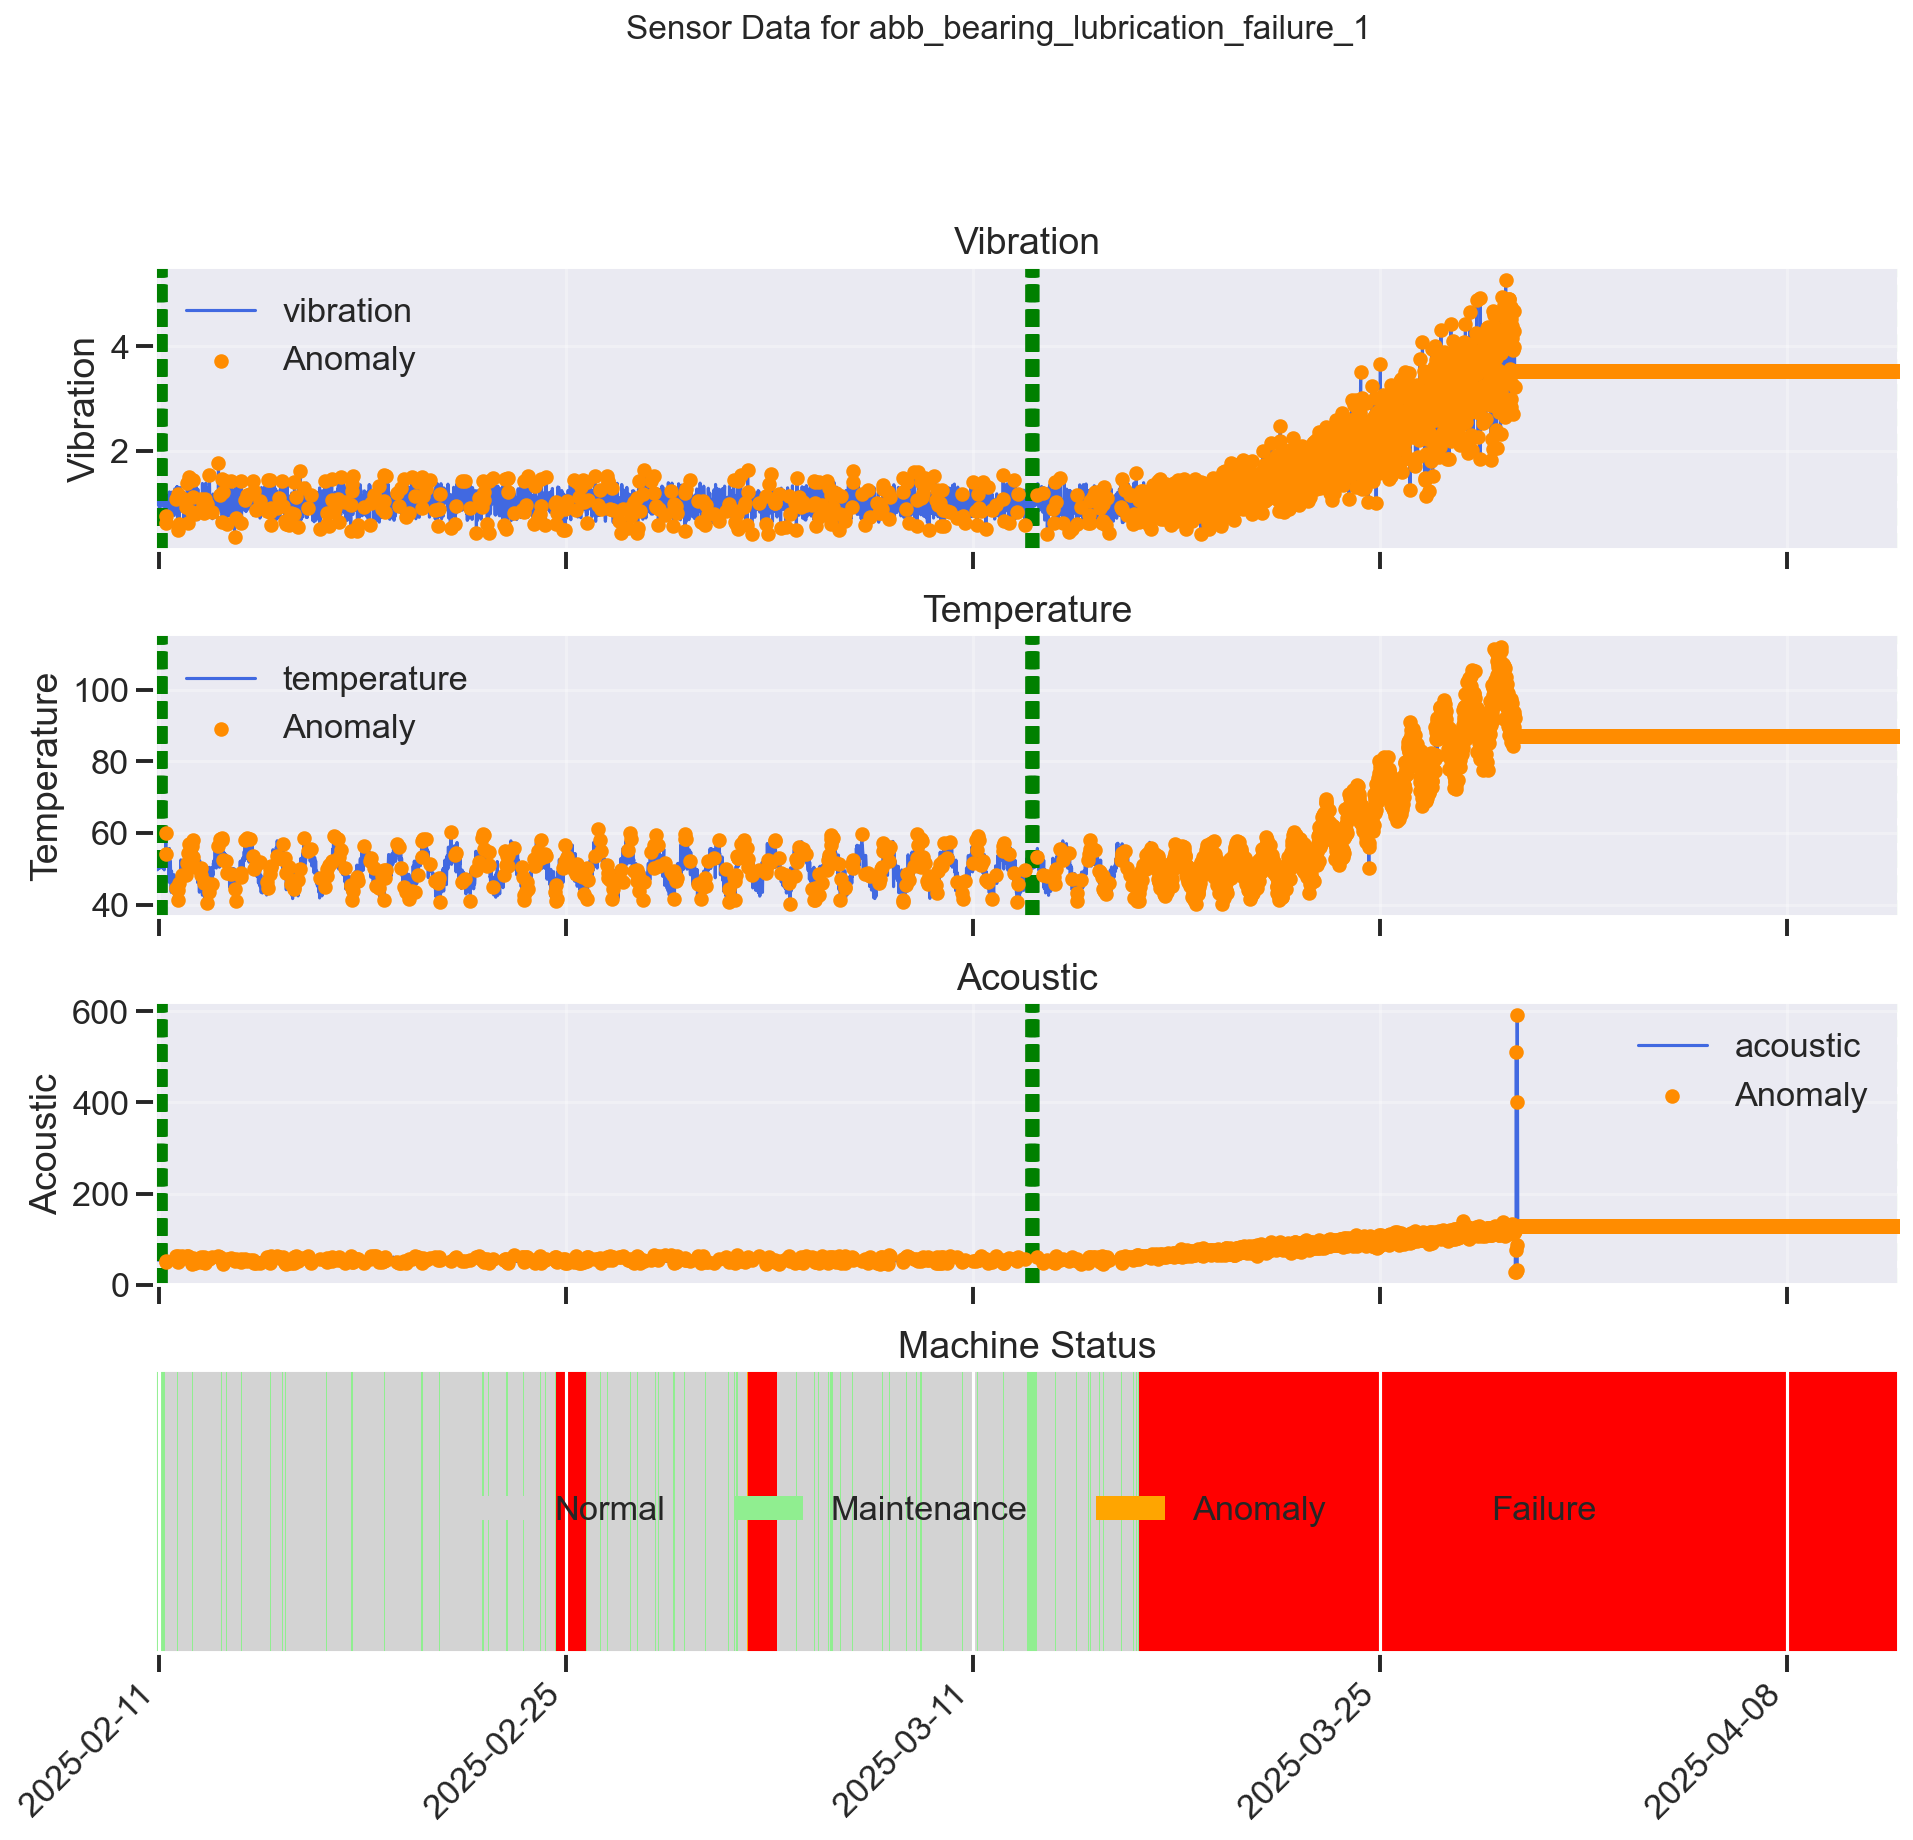 Sensor Data for abb_bearing_lubrication_failure_1
Vibration
Vibration
4
2
vibration
Anomaly
Temperature
Temperature
100
80
60
40
temperature
Anomaly
Acoustic
Acoustic
600
400
200
0
acoustic
Anomaly
Machine Status
Normal
Maintenance
Anomaly
Failure
2025-02-11
2025-02-25
2025-03-11
2025-03-25
2025-04-08